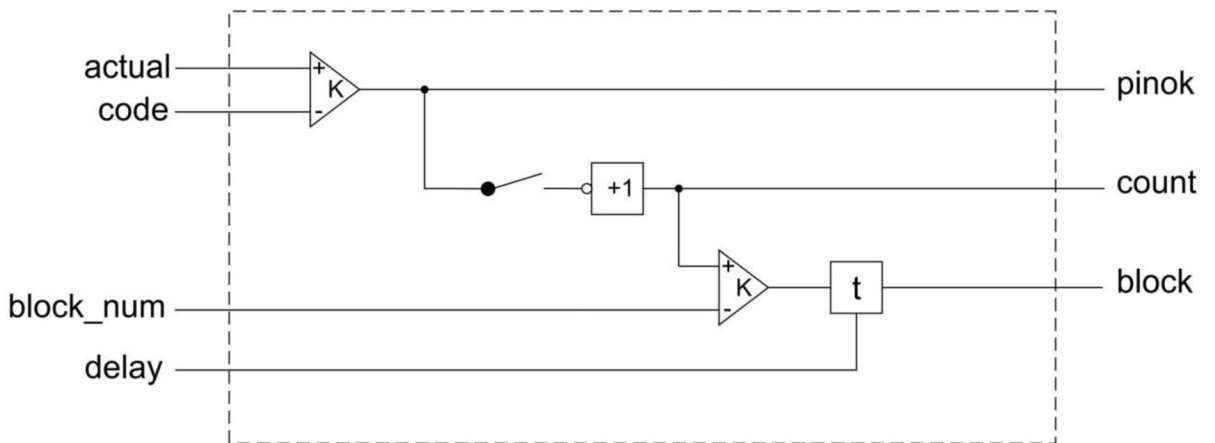 actual
+
K
pinok
code
-
+1
count
+
K
t
block
block_num
-
delay